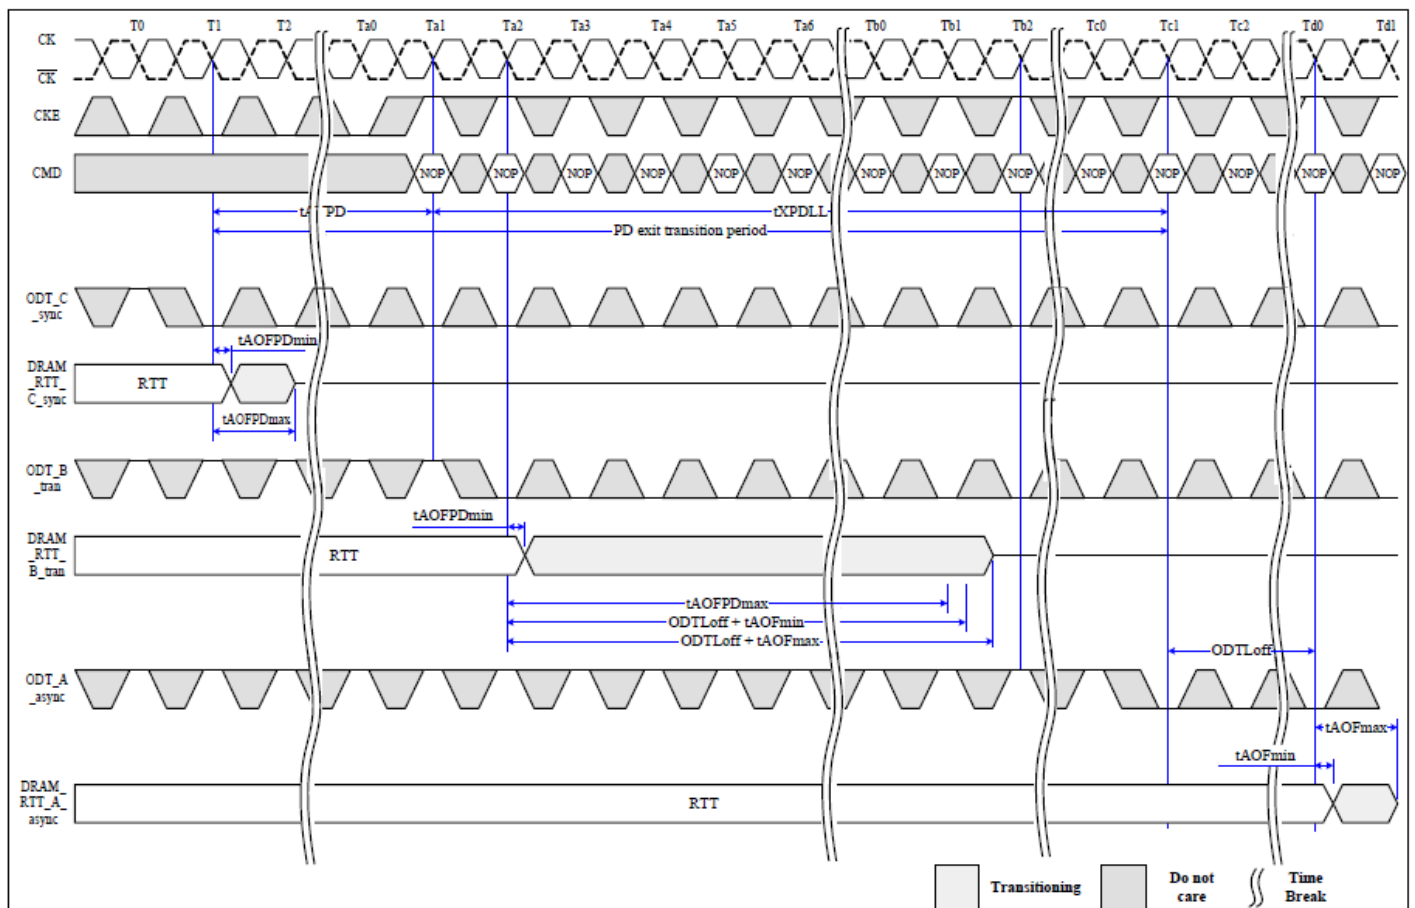 T0 T1 T2 Ta0 Ta1 Ta2 Ta3 Ta4 Ta5 Ta6 Tb0 Tb1 Tb2 Tc0 Tc1 Tc2 Td0 Td1
CK
CK
CKE
CMD
NOP NOP NOP NOP NOP NOP NOP NOP NOP NOP NOP NOP NOP NOP
tXPDLL
PD exit transition period
ODT_C
_sync
tAOFPDmin
DRAM
_RTT_
C_sync
RTT
tAOFPDmax
ODT_B
_tran
tAOFPDmin
DRAM
_RTT_
B_tran
RTT
tAOFPDmax
ODTLoff + tAOFmin
ODTLoff + tAOFmax
ODTLoff
ODT_A
_async
tAOFmax
tAOFmin
DRAM_
RTT_A_
async
RTT
Transitioning
Do not
care
Time
Break